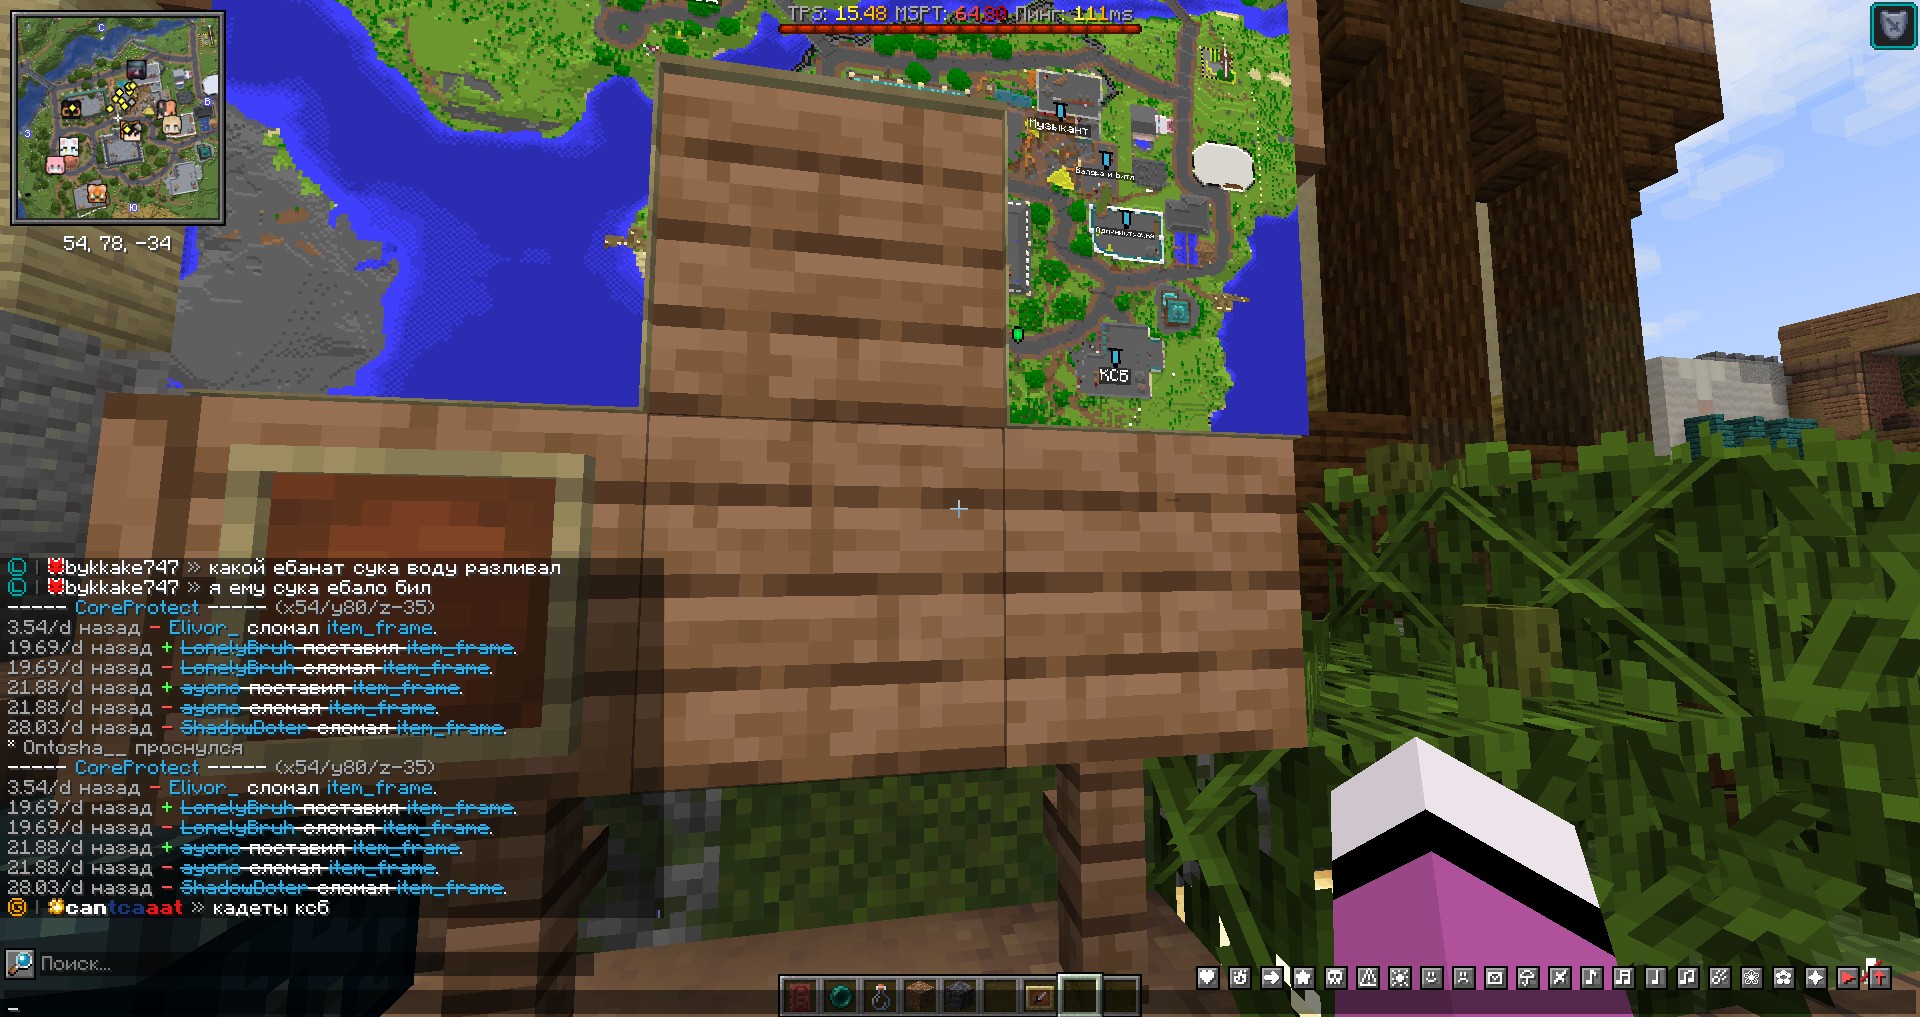 TPS: 15.48 MSPT: 64.80 Пинг: 111ms
С
В
З
Ю
54, 78, -34
Музыкант
КСБ
G | bykkake747 » какой ебанат сука воду разливал
G | bykkake747 » я ему сука ебало бил
----- CoreProtect ----- (x54/y80/z-35)
3.54/d назад - Elivor_ сломал item_frame.
19.69/d назад + LonelyBruh поставил item_frame.
19.69/d назад - LonelyBruh сломал item_frame.
21.88/d назад + ayono поставил item_frame.
21.88/d назад - ayono сломал item_frame.
28.03/d назад - ShadowDoter сломал item_frame.
* Ontosha__ проснулся
----- CoreProtect ----- (x54/y80/z-35)
3.54/d назад - Elivor_ сломал item_frame.
19.69/d назад + LonelyBruh поставил item_frame.
19.69/d назад - LonelyBruh сломал item_frame.
21.88/d назад + ayono поставил item_frame.
21.88/d назад - ayono сломал item_frame.
28.03/d назад - ShadowDoter сломал item_frame.
G | cantcaaat » кадеты ксб
Поиск...